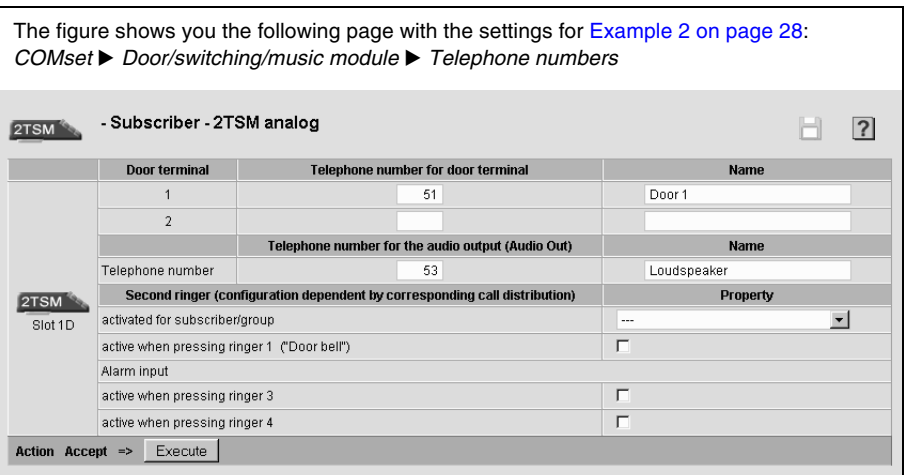 The figure shows you the following page with the settings for Example 2 on page 28:
COMset ▶ Door/switching/music module ▶ Telephone numbers
2TSM - Subscriber - 2TSM analog ?
Door terminal Telephone number for door terminal Name
1 51 Door 1
2
Telephone number for the audio output (Audio Out) Name
Telephone number 53 Loudspeaker
2TSM Second ringer (configuration dependent by corresponding call distribution) Property
Slot 1D activated for subscriber/group ---
active when pressing ringer 1 ("Door bell")
Alarm input
active when pressing ringer 3
active when pressing ringer 4
Action Accept => Execute